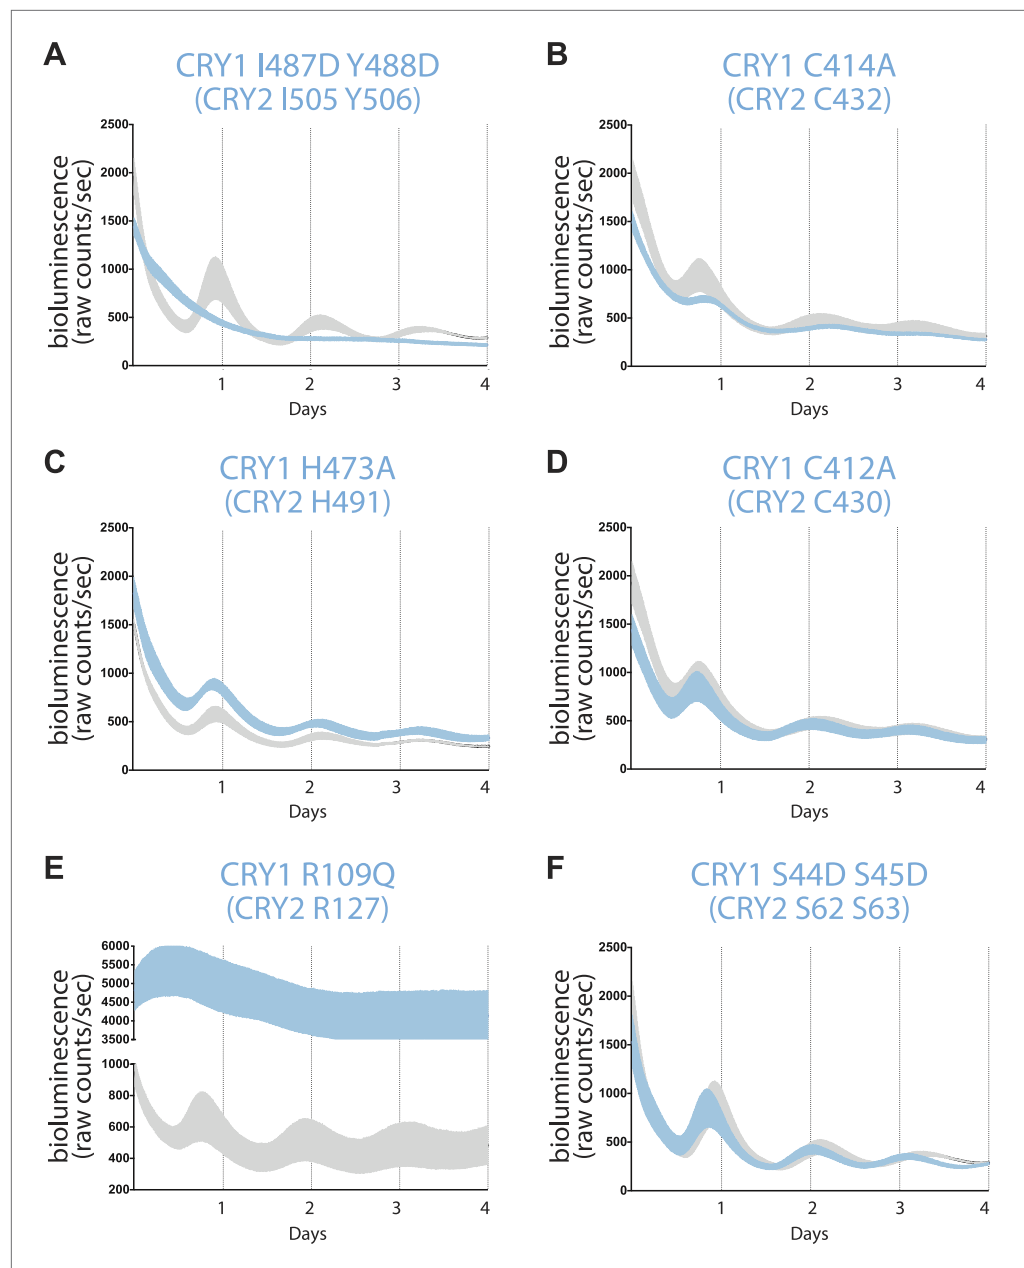 A
CRY1 I487D Y488D
(CRY2 I505 Y506)
bioluminescence
(raw counts/sec)
2500
2000
1500
1000
500
0
1
2
3
4
Days
B
CRY1 C414A
(CRY2 C432)
bioluminescence
(raw counts/sec)
2500
2000
1500
1000
500
0
1
2
3
4
Days
C
CRY1 H473A
(CRY2 H491)
bioluminescence
(raw counts/sec)
2500
2000
1500
1000
500
0
1
2
3
4
Days
D
CRY1 C412A
(CRY2 C430)
bioluminescence
(raw counts/sec)
2500
2000
1500
1000
500
0
1
2
3
4
Days
E
CRY1 R109Q
(CRY2 R127)
bioluminescence
(raw counts/sec)
6000
5500
5000
4500
4000
3500
1000
800
600
400
200
1
2
3
4
Days
F
CRY1 S44D S45D
(CRY2 S62 S63)
bioluminescence
(raw counts/sec)
2500
2000
1500
1000
500
0
1
2
3
4
Days